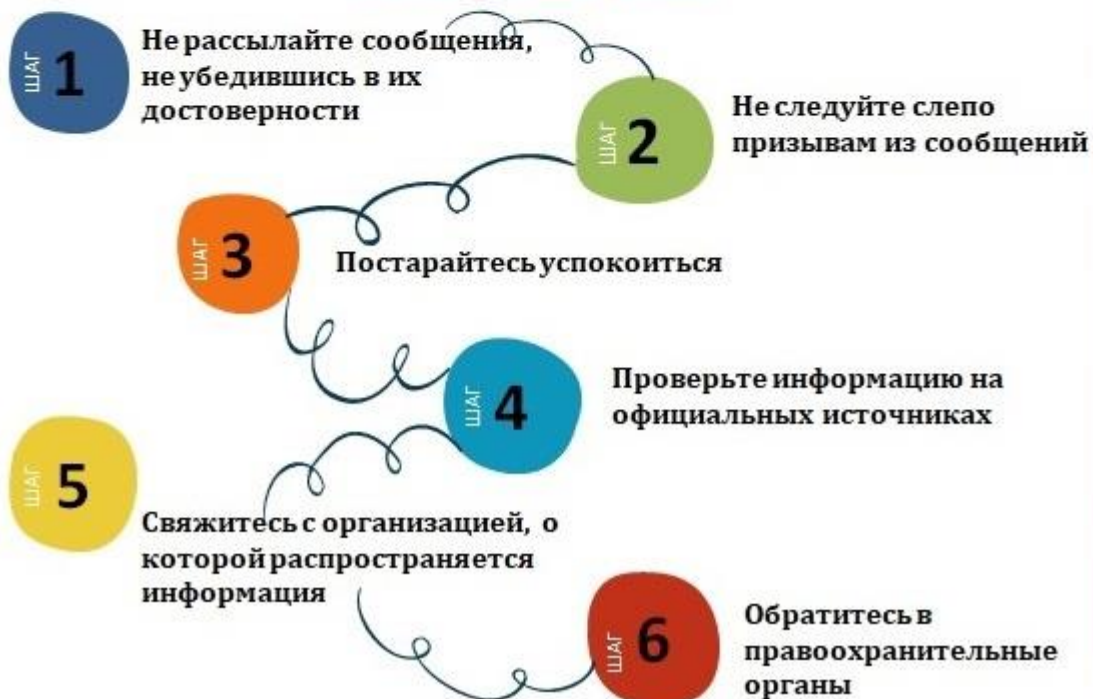 ШАГ 1
Не рассылайте сообщения,
не убедившись в их
достоверности
ШАГ 2
Не следуйте слепо
призывам из сообщений
ШАГ 3
Постарайтесь успокоиться
ШАГ 4
Проверьте информацию на
официальных источниках
ШАГ 5
Свяжитесь с организацией, о
которой распространяется
информация
ШАГ 6
Обратитесь в
правоохранительные
органы